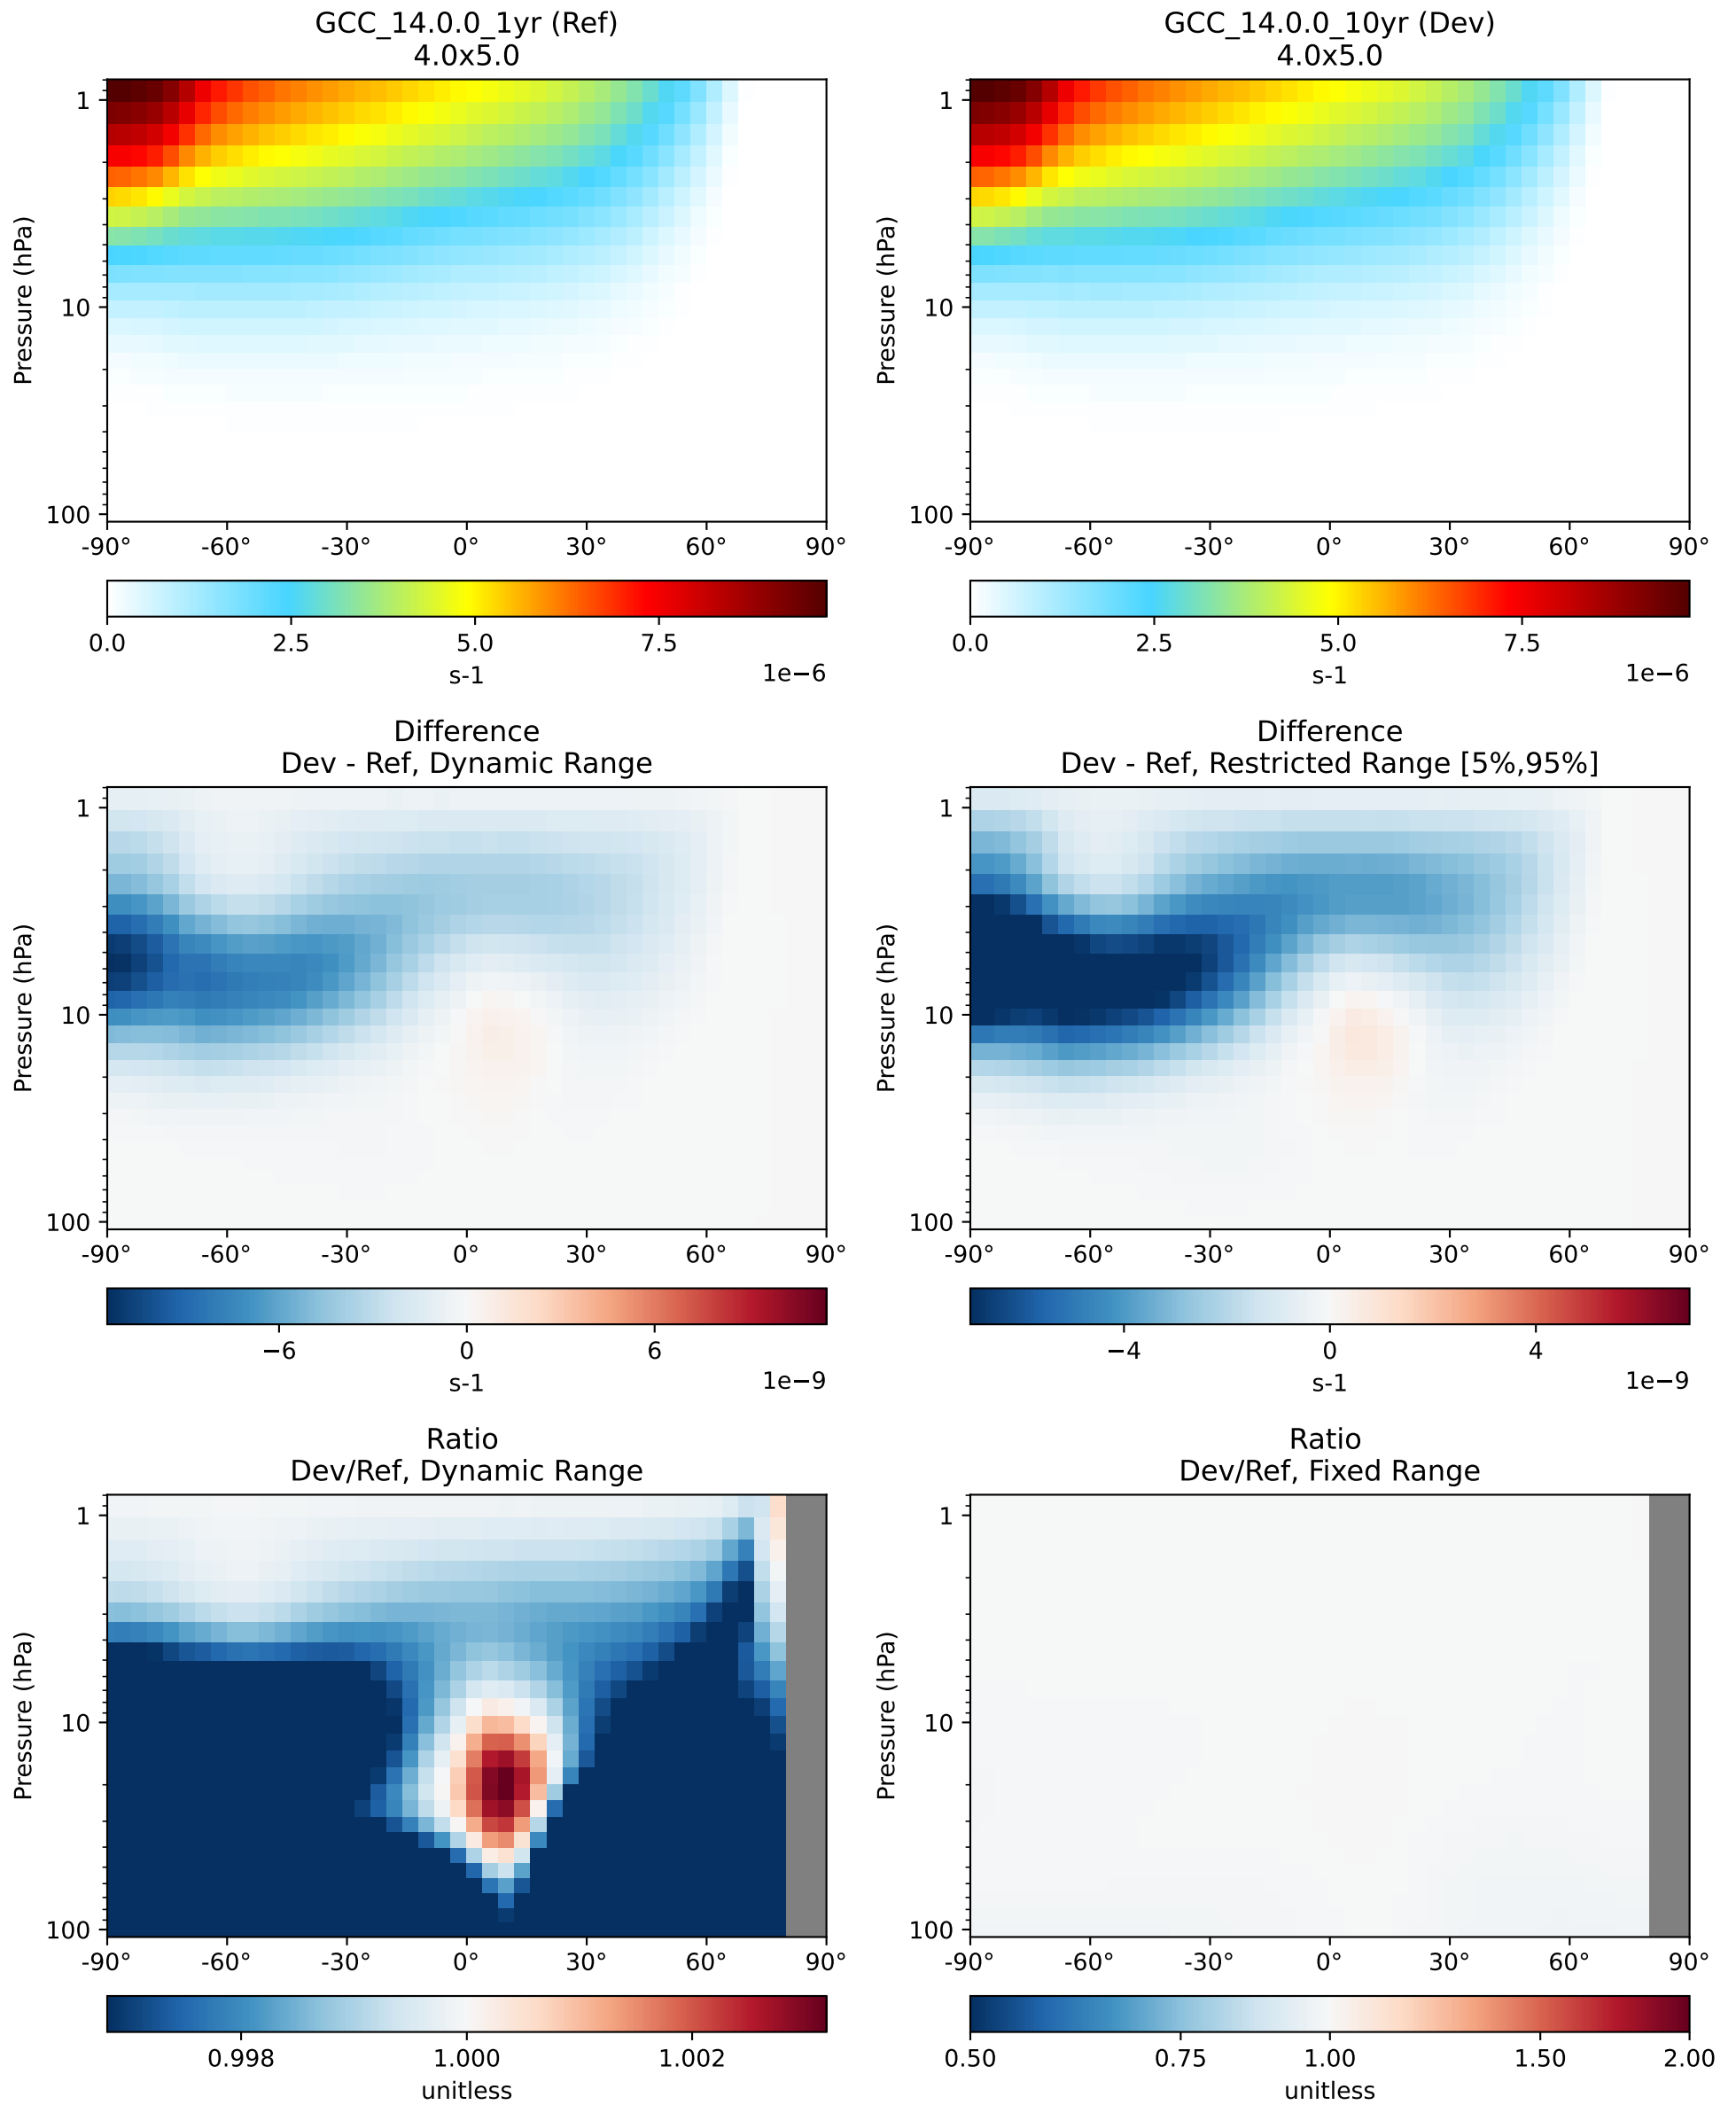 GCC_14.0.0_1yr (Ref)
4.0x5.0
1
10
100
Pressure (hPa)
-90° -60° -30° 0° 30° 60° 90°
0.0 2.5 5.0 7.5
s-1
1e−6
GCC_14.0.0_10yr (Dev)
4.0x5.0
1
10
100
Pressure (hPa)
-90° -60° -30° 0° 30° 60° 90°
0.0 2.5 5.0 7.5
s-1
1e−6
Difference
Dev - Ref, Dynamic Range
1
10
100
Pressure (hPa)
-90° -60° -30° 0° 30° 60° 90°
−6 0 6
s-1
1e−9
Difference
Dev - Ref, Restricted Range [5%,95%]
1
10
100
Pressure (hPa)
-90° -60° -30° 0° 30° 60° 90°
−4 0 4
s-1
1e−9
Ratio
Dev/Ref, Dynamic Range
1
10
100
Pressure (hPa)
-90° -60° -30° 0° 30° 60° 90°
0.998 1.000 1.002
unitless
Ratio
Dev/Ref, Fixed Range
1
10
100
Pressure (hPa)
-90° -60° -30° 0° 30° 60° 90°
0.50 0.75 1.00 1.50 2.00
unitless